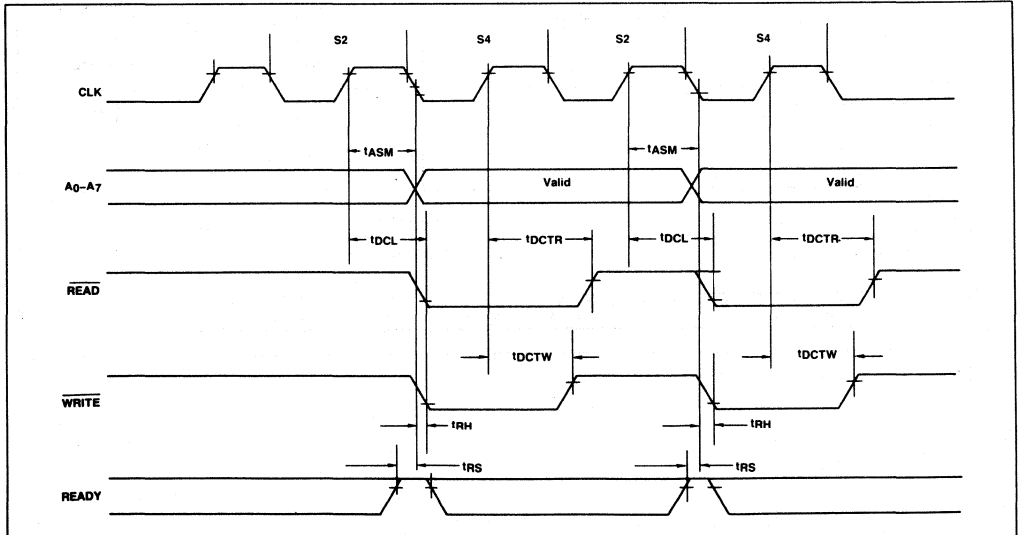 S2 S4 S2 S4
CLK
tASM tASM
A0–A7 Valid Valid
tDCL tDCTR tDCL tDCTR
READ
tDCTW tDCTW
WRITE
tRH tRH
tRS tRS
READY